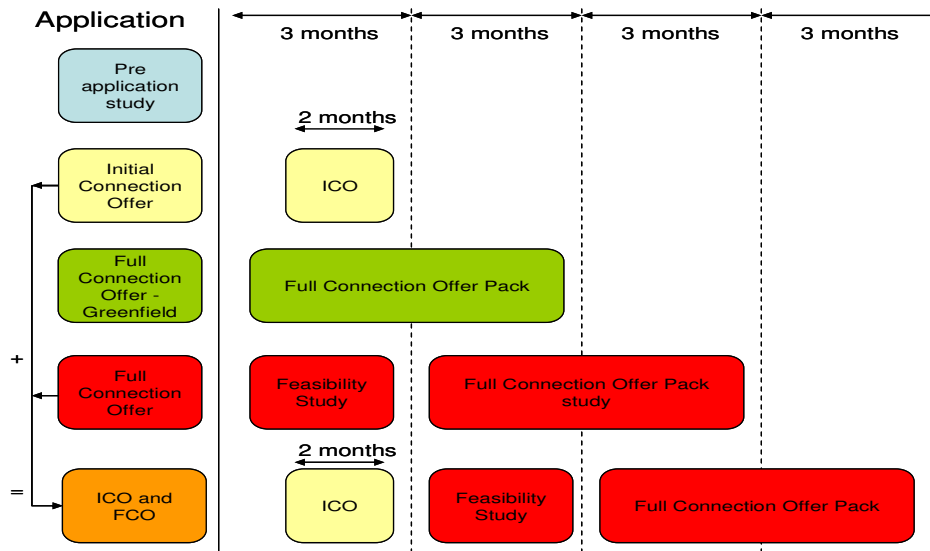 Application
3 months
3 months
3 months
3 months
Pre
application
study
2 months
Initial
Connection
Offer
ICO
Full
Connection
Offer -
Greenfield
Full Connection Offer Pack
+
Full
Connection
Offer
Feasibility
Study
Full Connection Offer Pack
study
2 months
=
ICO and
FCO
ICO
Feasibility
Study
Full Connection Offer Pack